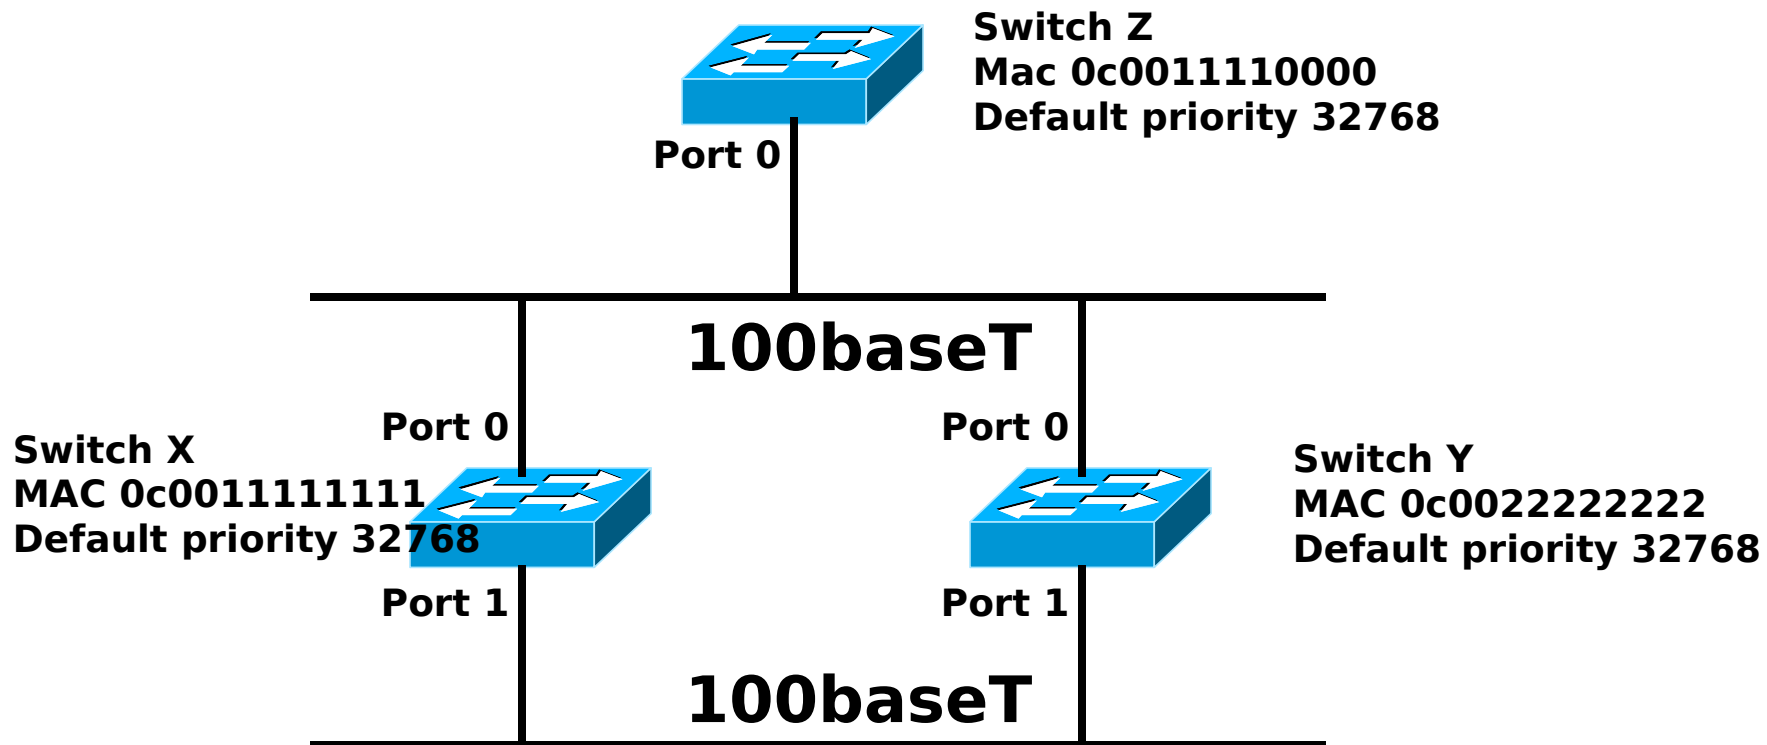 Switch Z
Mac 0c0011110000
Default priority 32768
Port 0
100baseT
Port 0
Port 0
Switch X
MAC 0c0011111111
Default priority 32768
Switch Y
MAC 0c0022222222
Default priority 32768
Port 1
Port 1
100baseT